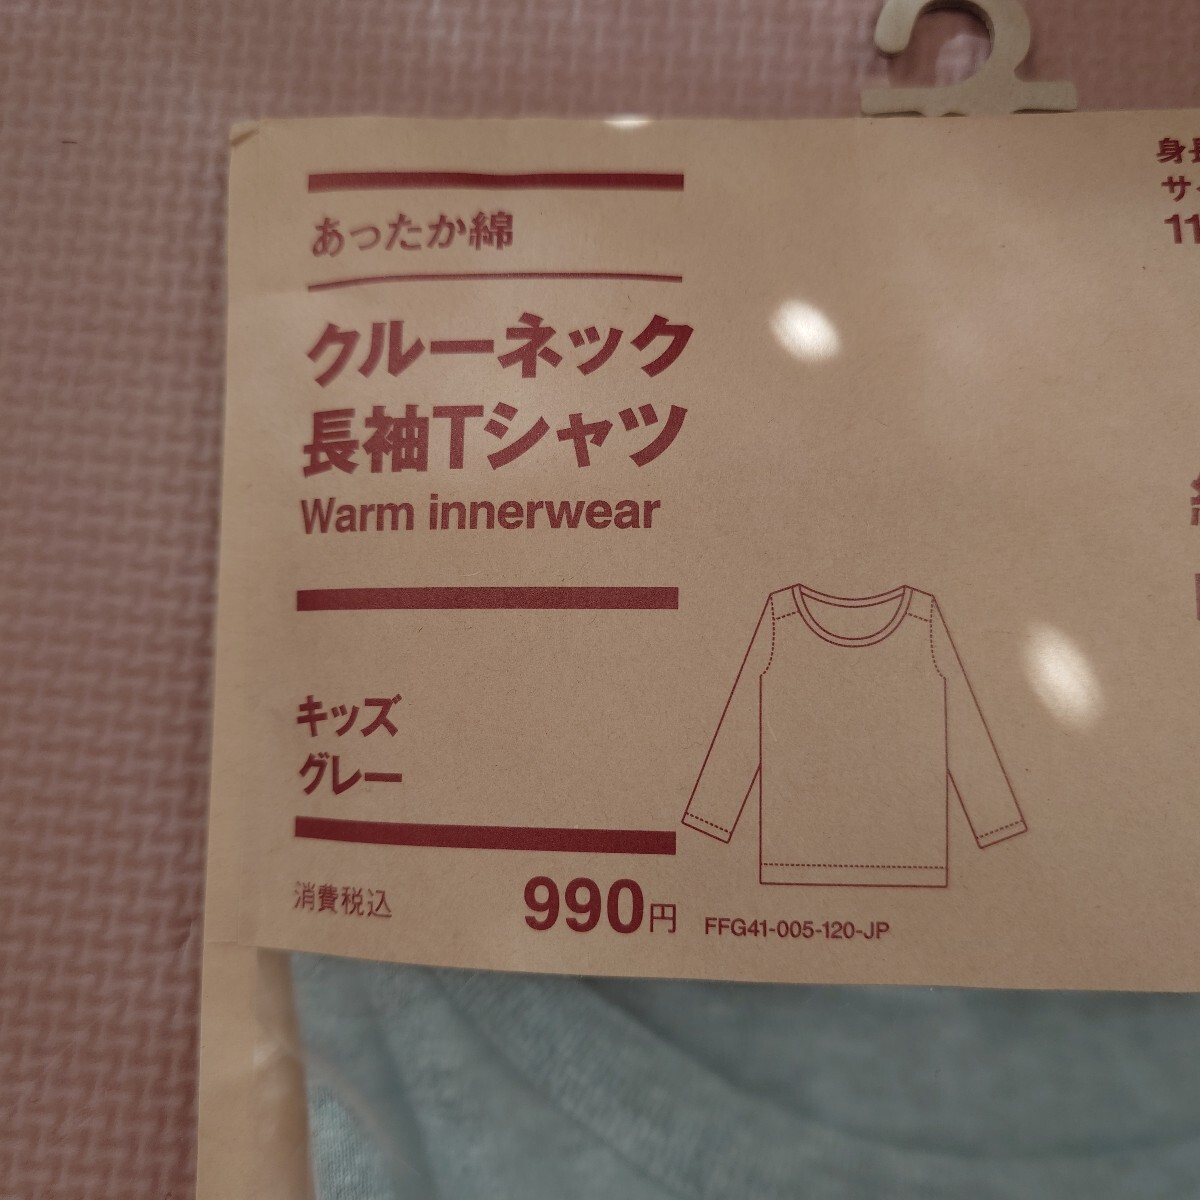 あったか綿
クルーネック
長袖Tシャツ
Warm innerwear
キッズ
グレー
消費税込
990円
FFG41-005-120-JP
身長
サイ
11